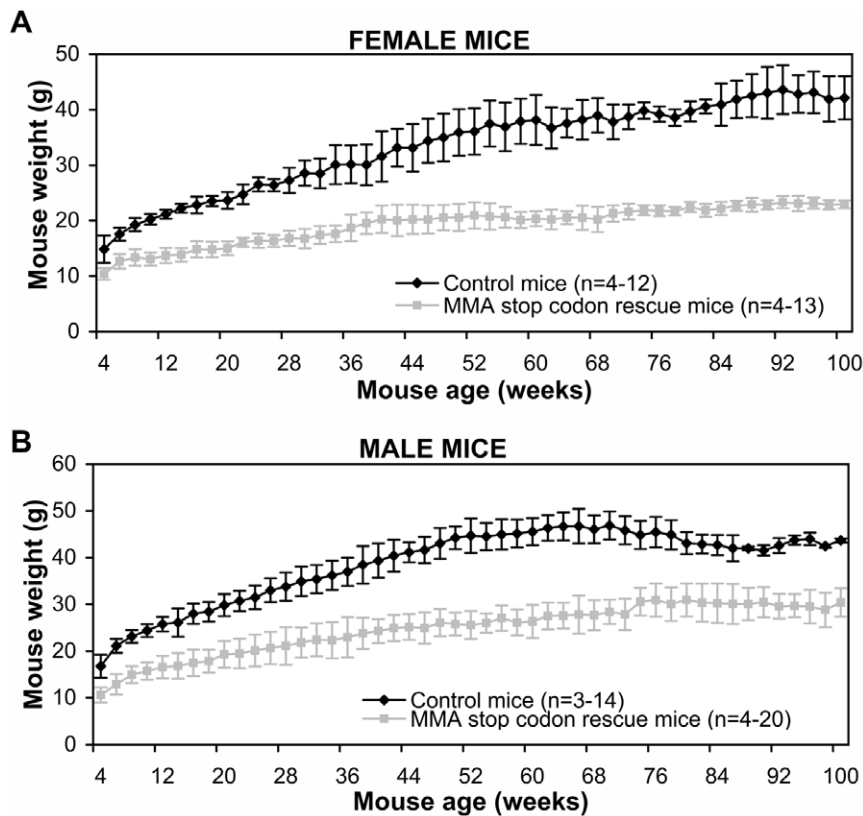 A
FEMALE MICE
Mouse weight (g)
50
40
30
20
10
0
Control mice (n=4-12)
MMA stop codon rescue mice (n=4-13)
4 12 20 28 36 44 52 60 68 76 84 92 100
Mouse age (weeks)
B
MALE MICE
Mouse weight (g)
60
50
40
30
20
10
0
Control mice (n=3-14)
MMA stop codon rescue mice (n=4-20)
4 12 20 28 36 44 52 60 68 76 84 92 100
Mouse age (weeks)